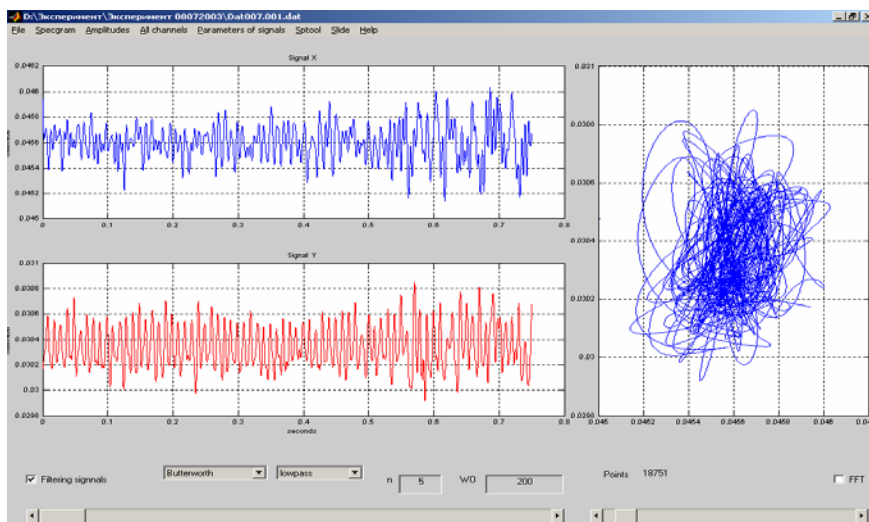 D:\Эксперимент\Эксперимент 00072003\Dat007.001.dat
File Specgram Amplitudes All channels Parameters of signals Sptool Slide Help
Signal X
0.0462
0.046
0.0456
0.0454
0.0452
0.045
0 0.1 0.2 0.3 0.4 0.5 0.6 0.7 0.8
Signal Y
0.031
0.0308
0.0306
0.0304
0.0302
0.03
0.0298
0 0.1 0.2 0.3 0.4 0.5 0.6 0.7 0.8
seconds
0.031
0.0308
0.0306
0.0304
0.0302
0.03
0.0298
0.045 0.0452 0.0454 0.0456 0.0458 0.046
Filtering signnals
Butterworth
lowpass
n
5
W0
200
Points
18751
FFT